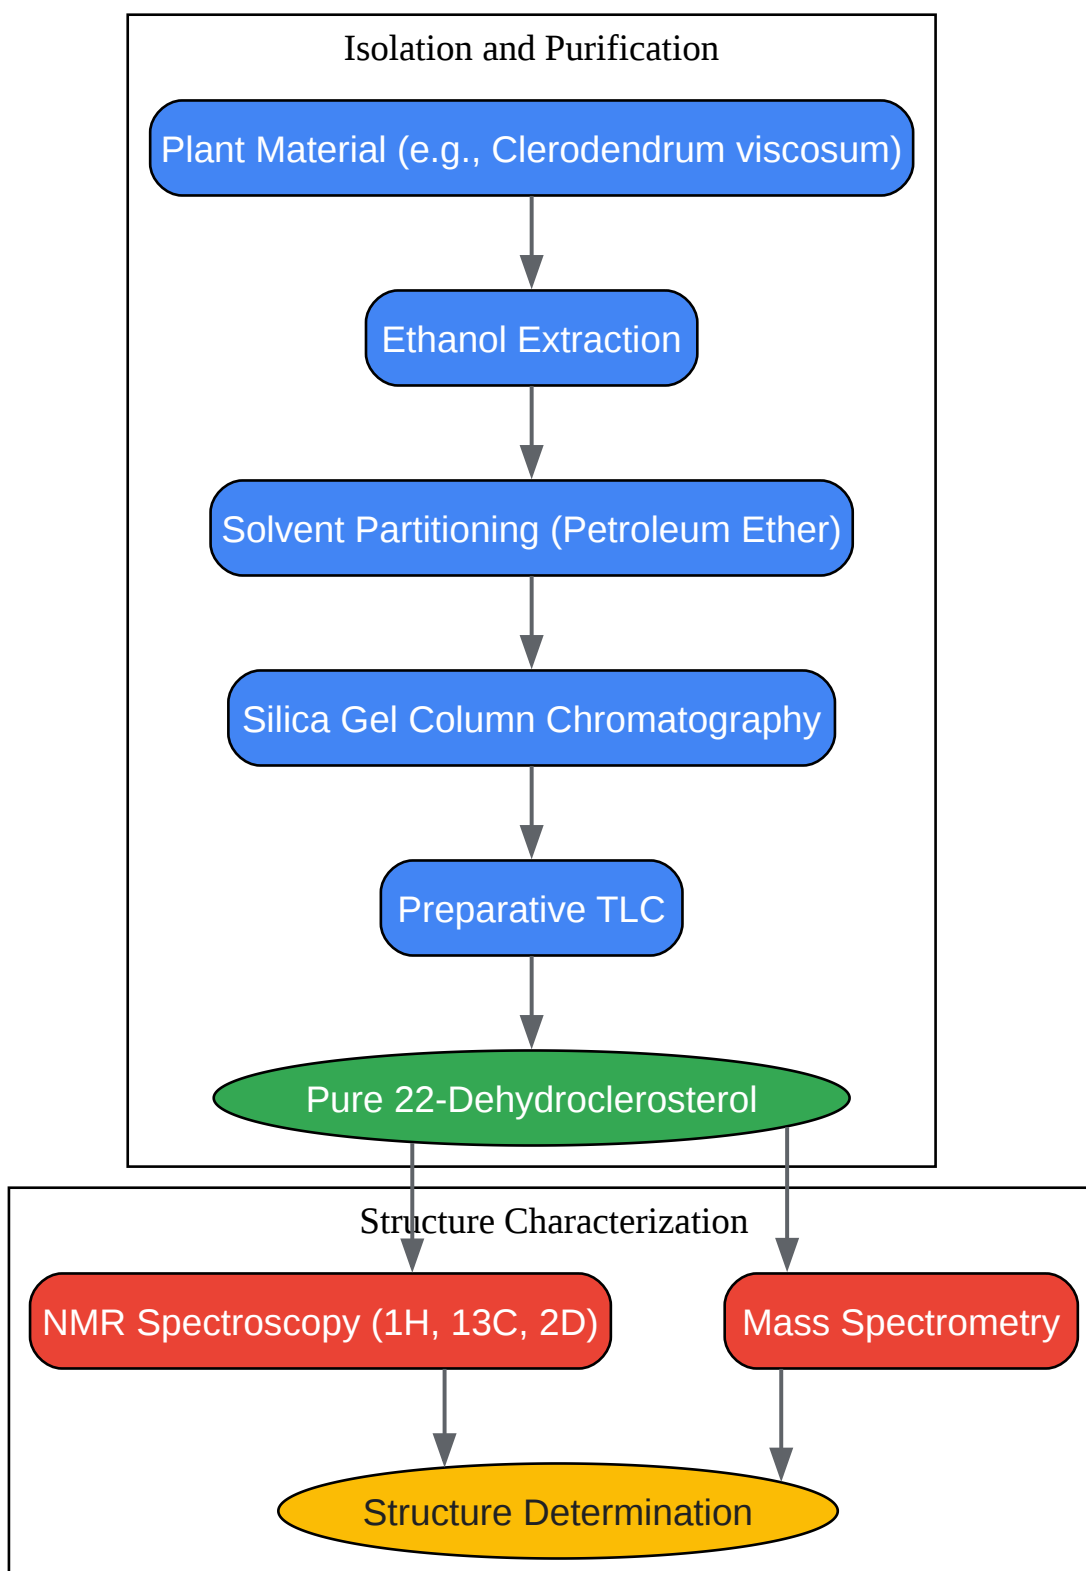 Isolation and Purification
Plant Material (e.g., Clerodendrum viscosum)
Ethanol Extraction
Solvent Partitioning (Petroleum Ether)
Silica Gel Column Chromatography
Preparative TLC
Pure 22-Dehydroclerosterol
Structure Characterization
NMR Spectroscopy (1H, 13C, 2D)
Mass Spectrometry
Structure Determination